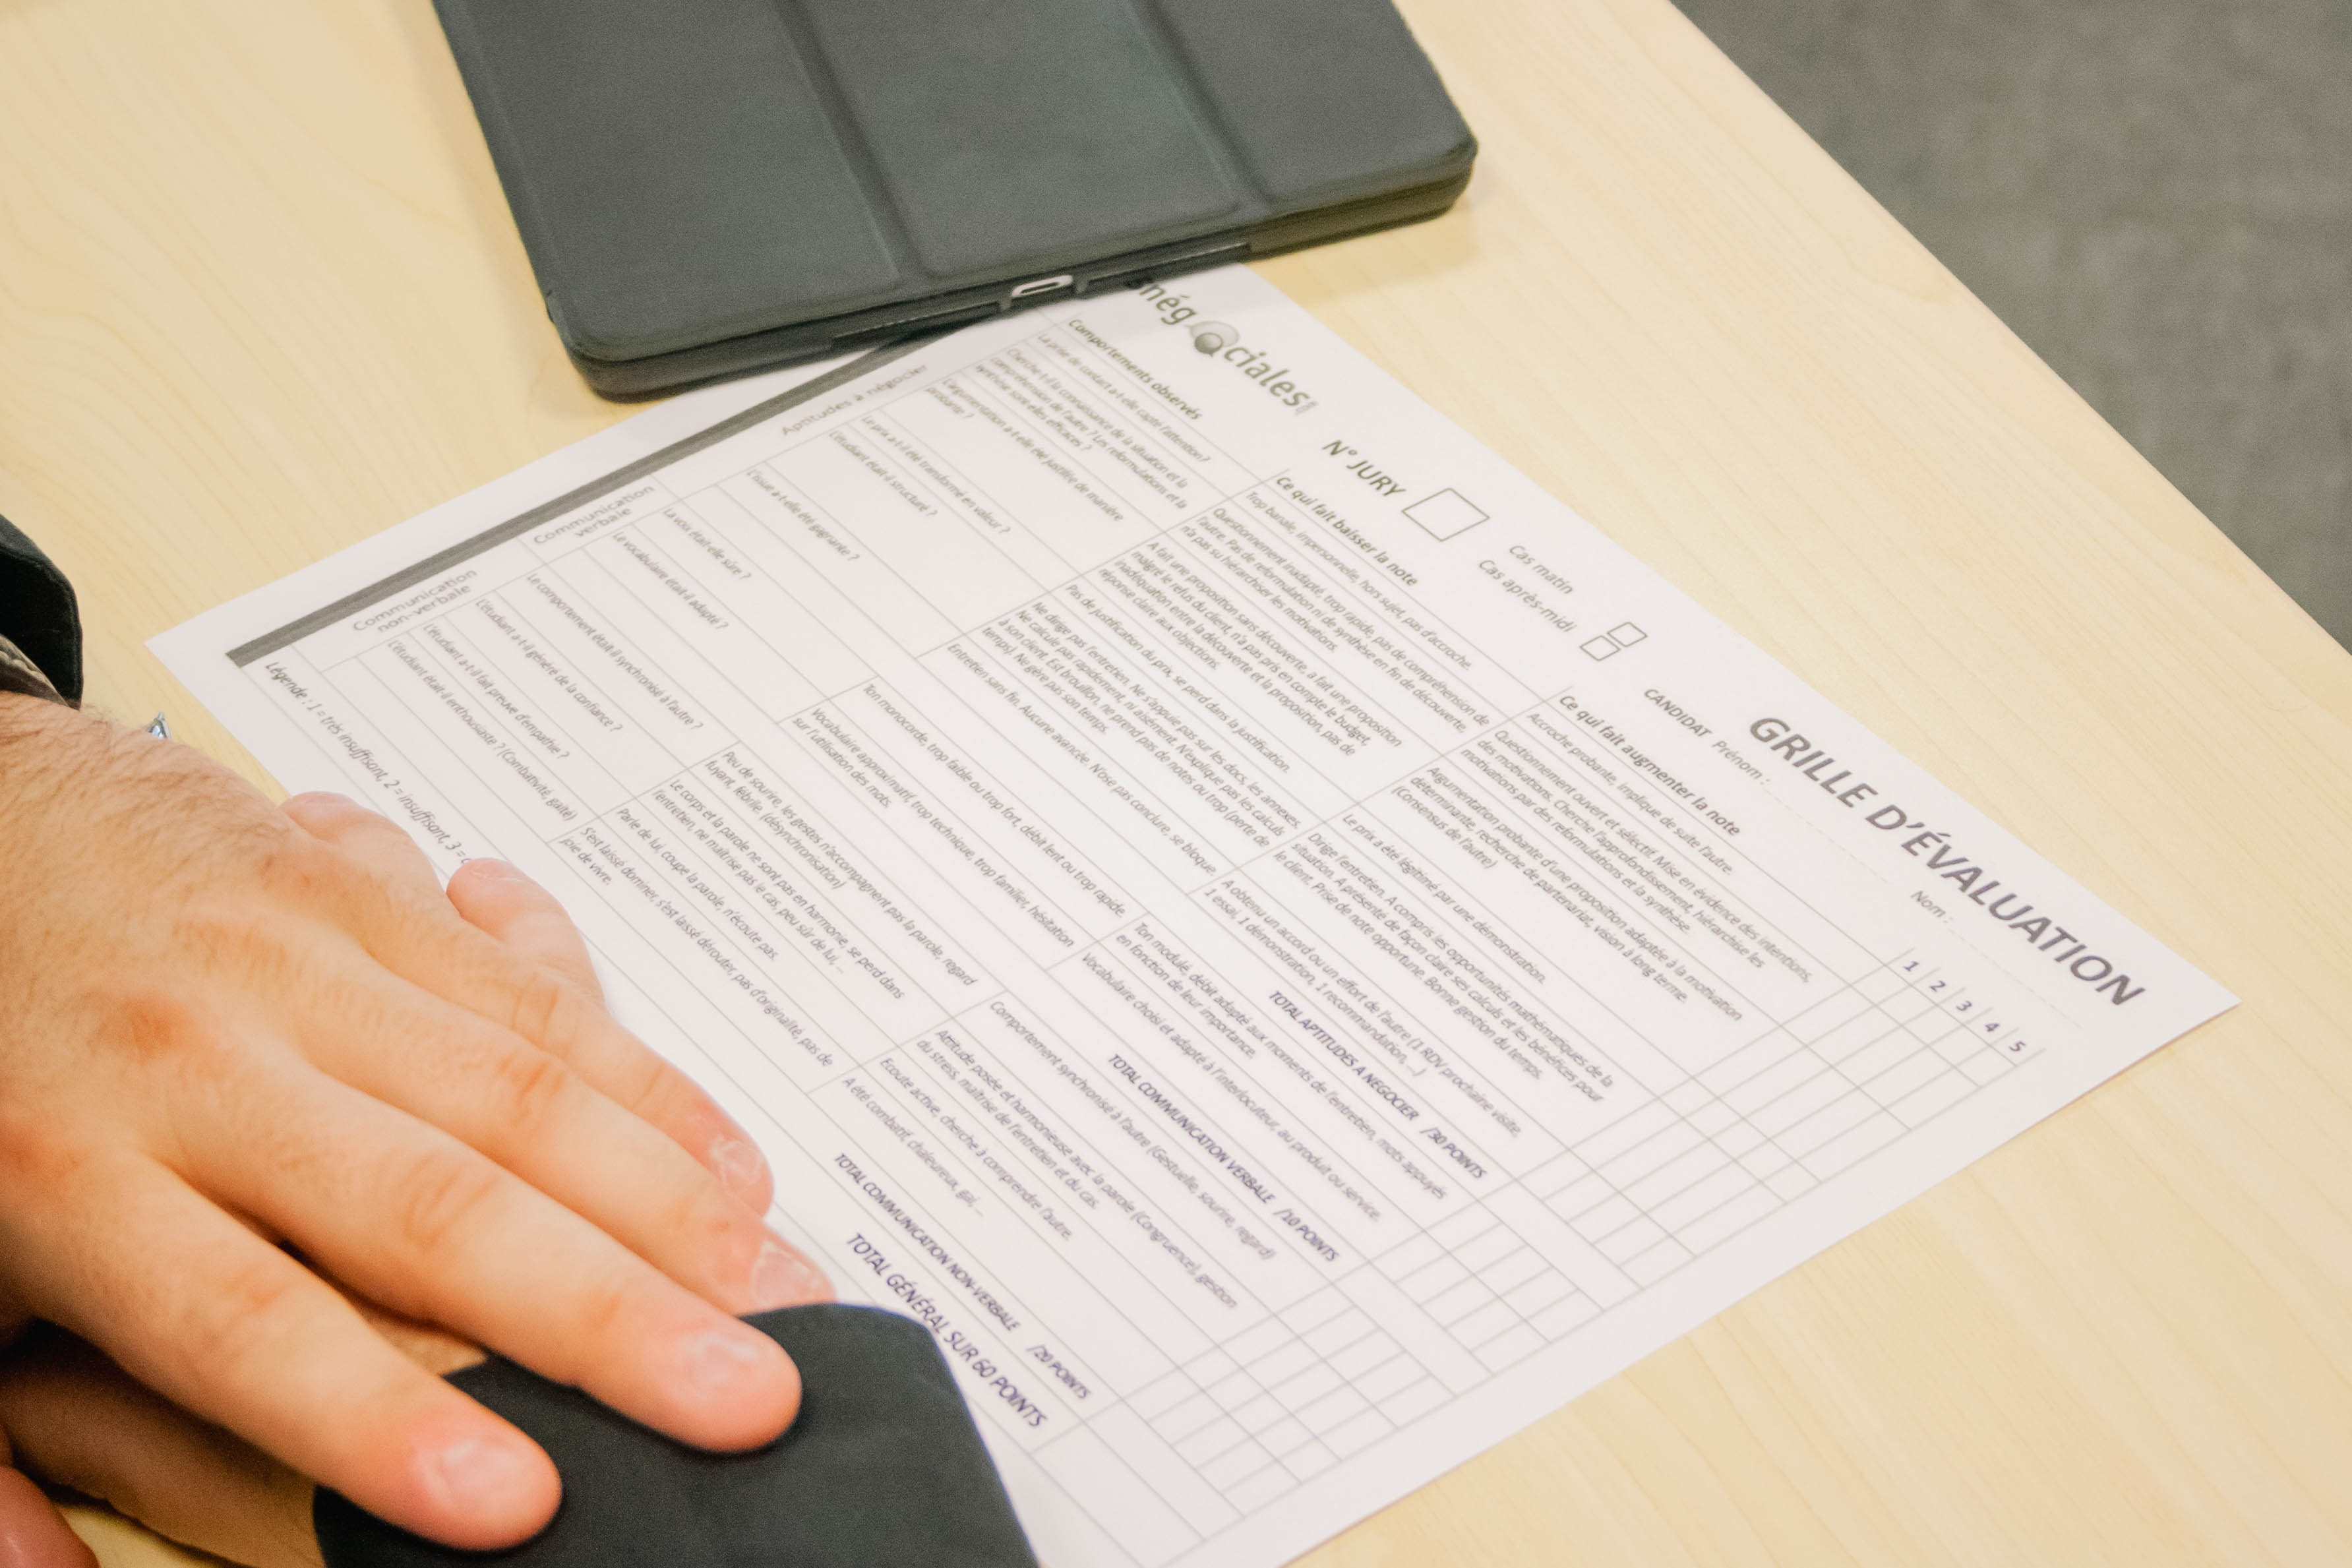 négociales
N° JURY
Cas matin
Cas après-midi
GRILLE D'ÉVALUATION
CANDIDAT Prénom : Nom :
Comportements observés
Ce qui fait baisser la note
Ce qui fait augmenter la note
1 2 3 4 5
Aptitudes à négocier
La prise de contact a-t-elle capté l'attention?
Trop banale, impersonnelle, hors sujet, pas d'accroche.
Accroche probante, implique de suite l'autre.
Cherche-t-il la connaissance de la situation et la
compréhension de l'autre ? Les reformulations et la
synthèse sont elles efficaces ?
Questionnement inadapté, trop rapide, pas de compréhension de
l'autre. Pas de reformulation ni de synthèse en fin de découverte,
n'a pas su hiérarchiser les motivations.
Questionnement ouvert et sélectif. Mise en évidence des intentions,
des motivations. Cherche l'approfondissement, hiérarchise les
motivations par des reformulations et la synthèse.
L'argumentation a-t-elle été justifiée de manière
probante ?
A fait une proposition sans découverte, a fait une proposition
malgré le refus du client, n'a pas pris en compte le budget,
inadéquation entre la découverte et la proposition, pas de
réponse claire aux objections.
Argumentation probante d'une proposition adaptée à la motivation
déterminante, recherche de partenariat, vision à long terme.
(Consensus de l'autre)
Le prix a-t-il été transformé en valeur ?
Pas de justification du prix, se perd dans la justification.
Le prix a été légitimé par une démonstration.
L'étudiant était-il structuré ?
Ne dirige pas l'entretien. Ne s'appuie pas sur les docs, les annexes.
Ne calcule pas rapidement, ni aisément. N'explique pas les calculs
à son client. Est brouillon, ne prend pas de notes ou trop (perte de
temps). Ne gère pas son temps.
Dirige l'entretien. A compris les opportunités mathématiques de la
situation. A présenté de façon claire ses calculs et les bénéfices pour
le client. Prise de note opportune. Bonne gestion du temps.
L'issue a-t-elle été gagnante ?
Entretien sans fin. Aucune avancée. N'ose pas conclure, se bloque.
A obtenu un accord ou un effort de l'autre (1 RDV prochaine visite,
1 essai, 1 démonstration, 1 recommandation, ...)
TOTAL APTITUDES A NEGOCIER /30 POINTS
Communication
verbale
La voix était-elle sûre ?
Ton monocorde, trop faible ou trop fort, débit lent ou trop rapide.
Ton modulé, débit adapté aux moments de l'entretien, mots appuyés
en fonction de leur importance.
Le vocabulaire était-il adapté ?
Vocabulaire approximatif, trop technique, trop familier, hésitation
sur l'utilisation des mots.
Vocabulaire choisi et adapté à l'interlocuteur, au produit ou service.
TOTAL COMMUNICATION VERBALE /10 POINTS
Communication
non-verbale
Le comportement était-il synchronisé à l'autre ?
Peu de sourire, les gestes n'accompagnent pas la parole, regard
fuyant, fébrile (désynchronisation)
Comportement synchronisé à l'autre (Gestuelle, sourire, regard)
L'étudiant a-t-il généré de la confiance ?
Le corps et la parole ne sont pas en harmonie, se perd dans
l'entretien, ne maîtrise pas le cas, peu sûr de lui, ...
Attitude posée et harmonieuse avec la parole (Congruence), gestion
du stress, maîtrise de l'entretien et du cas.
L'étudiant a-t-il fait preuve d'empathie ?
Parle de lui, coupe la parole, n'écoute pas.
Ecoute active, cherche à comprendre l'autre.
L'étudiant était-il enthousiaste ? (Combativité, gaîté)
S'est laissé dominer, s'est laissé dérouter, pas d'originalité, pas de
joie de vivre.
A été combatif, chaleureux, gai, ...
TOTAL COMMUNICATION NON-VERBALE /20 POINTS
TOTAL GÉNÉRAL SUR 60 POINTS
Légende : 1 = très insuffisant, 2 = insuffisant, 3 =